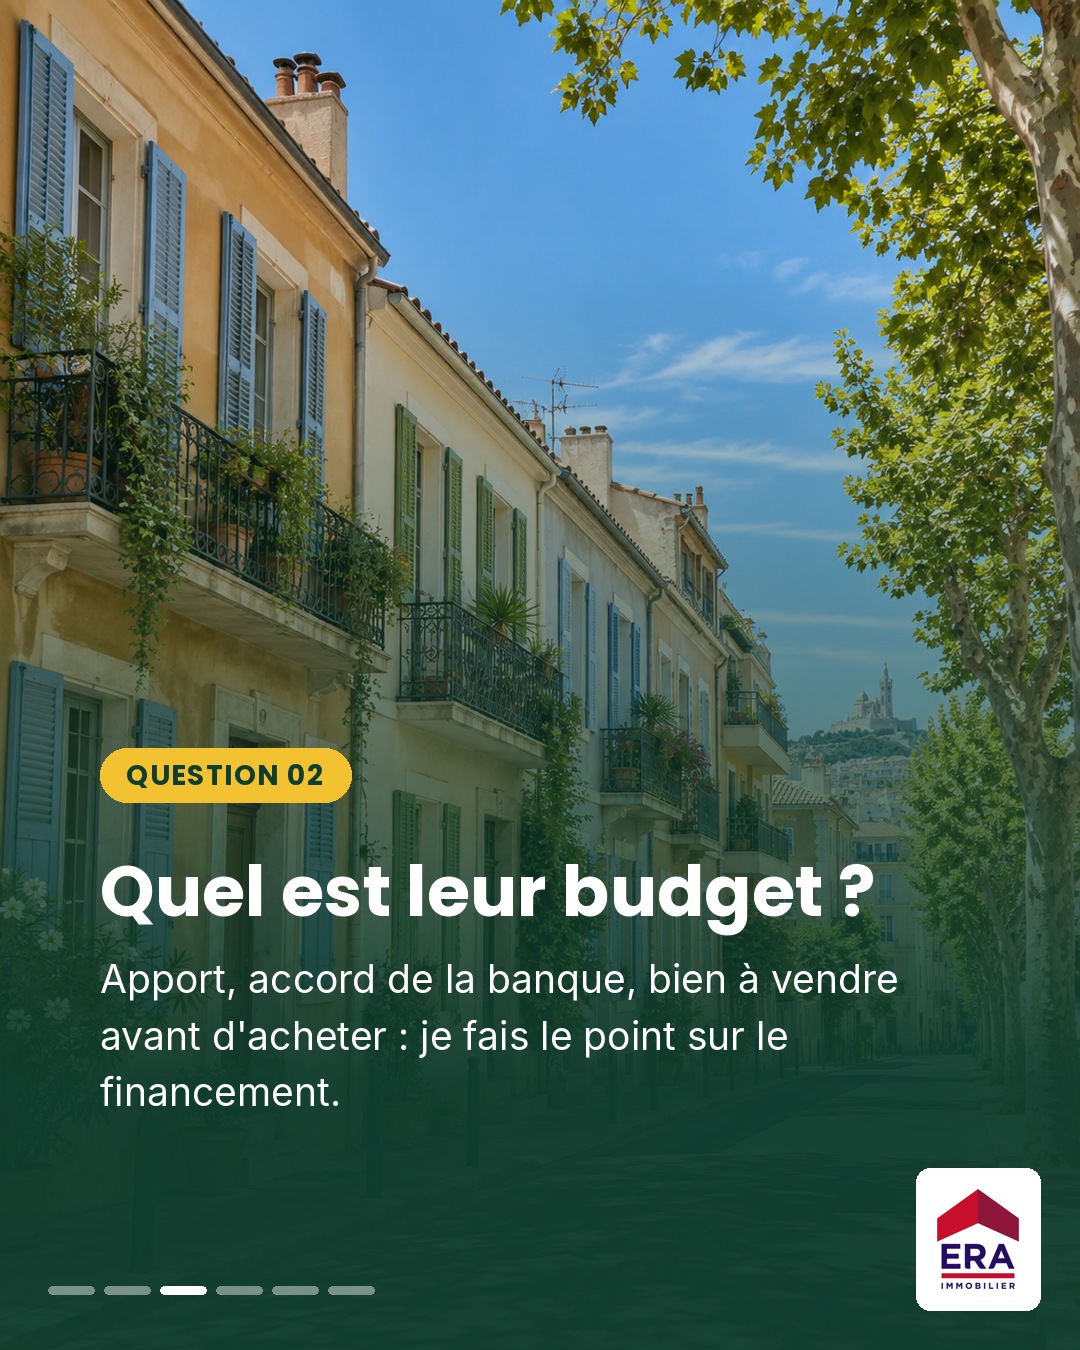 QUESTION 02
Quel est leur budget ?
Apport, accord de la banque, bien à vendre
avant d'acheter : je fais le point sur le
financement.
ERA
IMMOBILIER